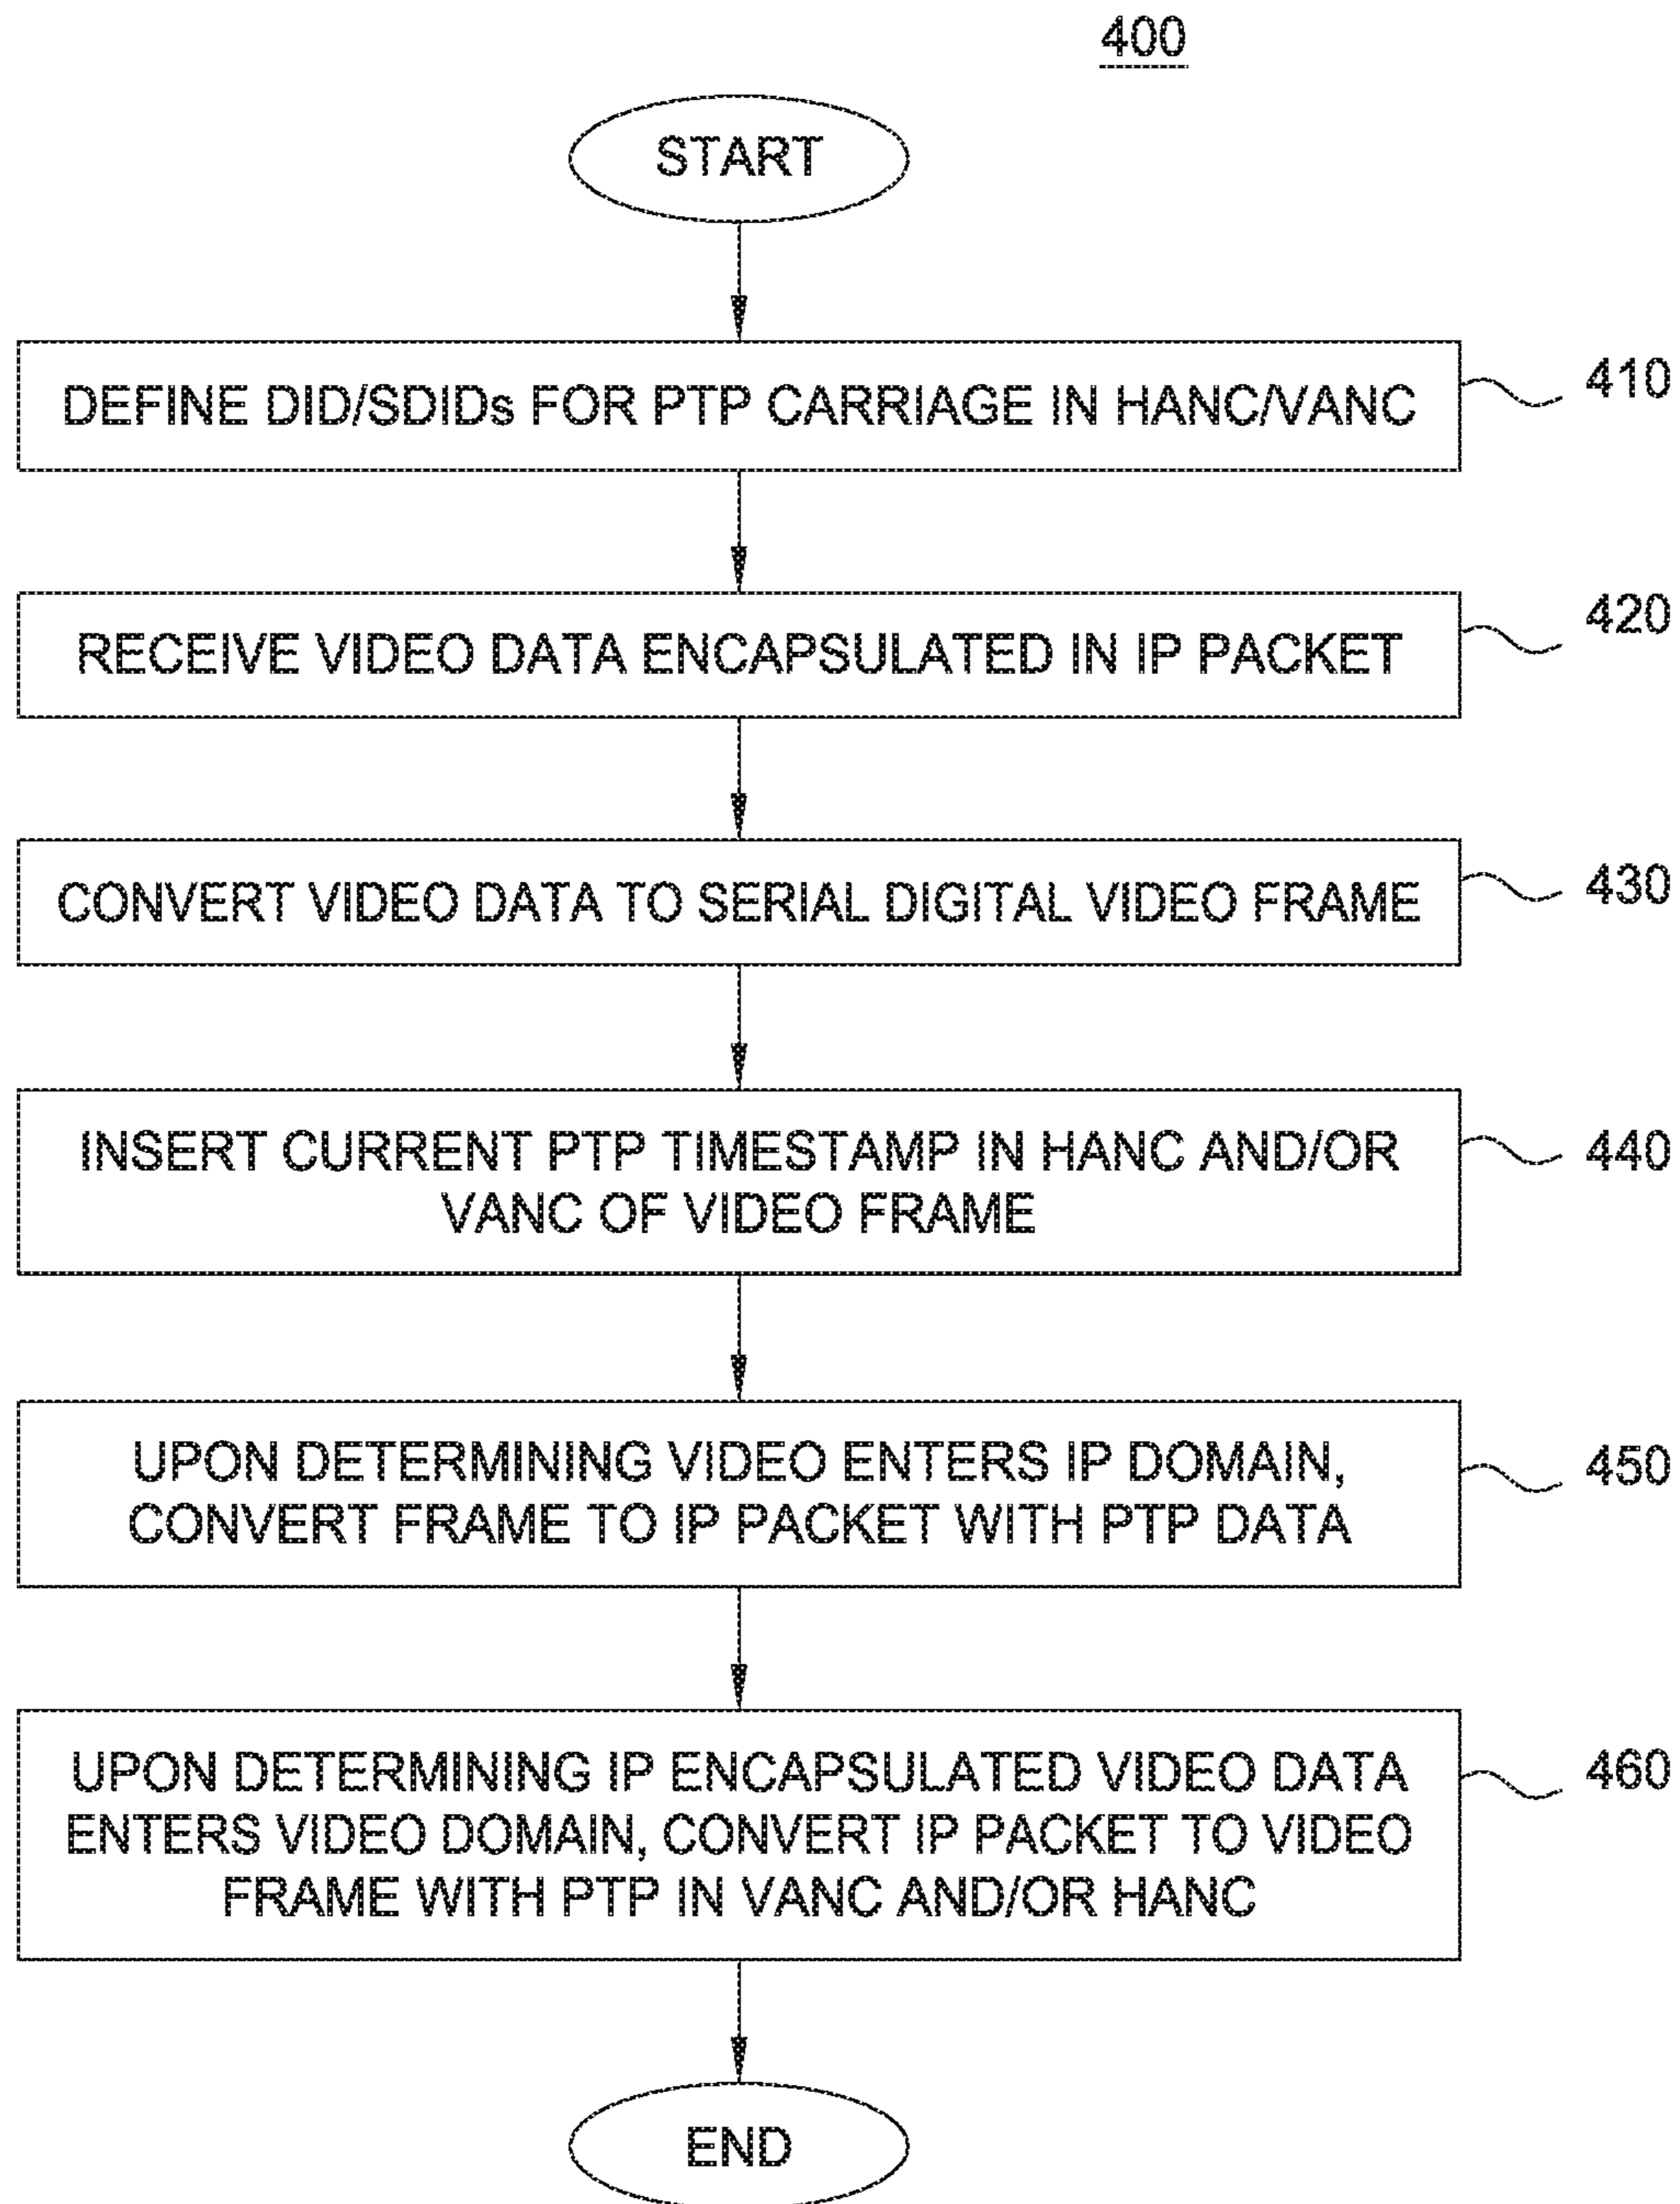 400
START
DEFINE DID/SDIDs FOR PTP CARRIAGE IN HANC/VANC
410
RECEIVE VIDEO DATA ENCAPSULATED IN IP PACKET
420
CONVERT VIDEO DATA TO SERIAL DIGITAL VIDEO FRAME
430
INSERT CURRENT PTP TIMESTAMP IN HANC AND/OR
VANC OF VIDEO FRAME
440
UPON DETERMINING VIDEO ENTERS IP DOMAIN,
CONVERT FRAME TO IP PACKET WITH PTP DATA
450
UPON DETERMINING IP ENCAPSULATED VIDEO DATA
ENTERS VIDEO DOMAIN, CONVERT IP PACKET TO VIDEO
FRAME WITH PTP IN VANC AND/OR HANC
460
END